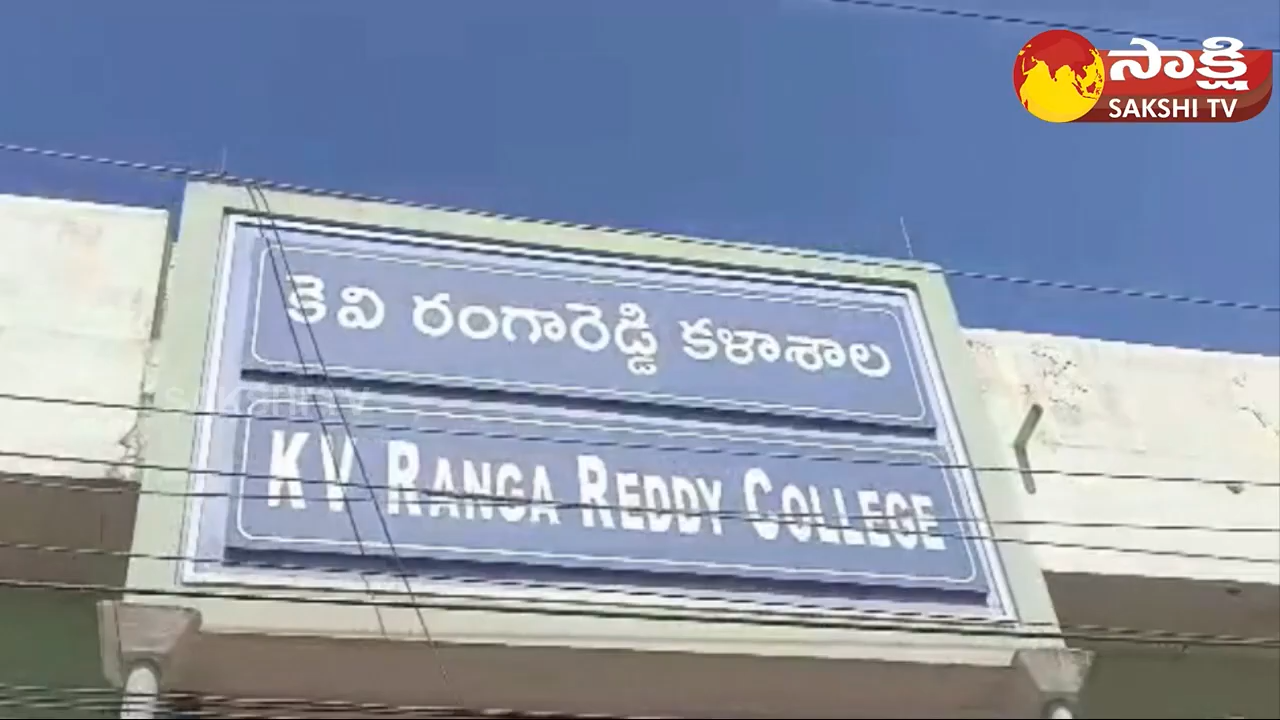 సాక్షి
SAKSHI TV
కె వి రంగారెడ్డి కళాశాల
KV RANGA REDDY COLLEGE